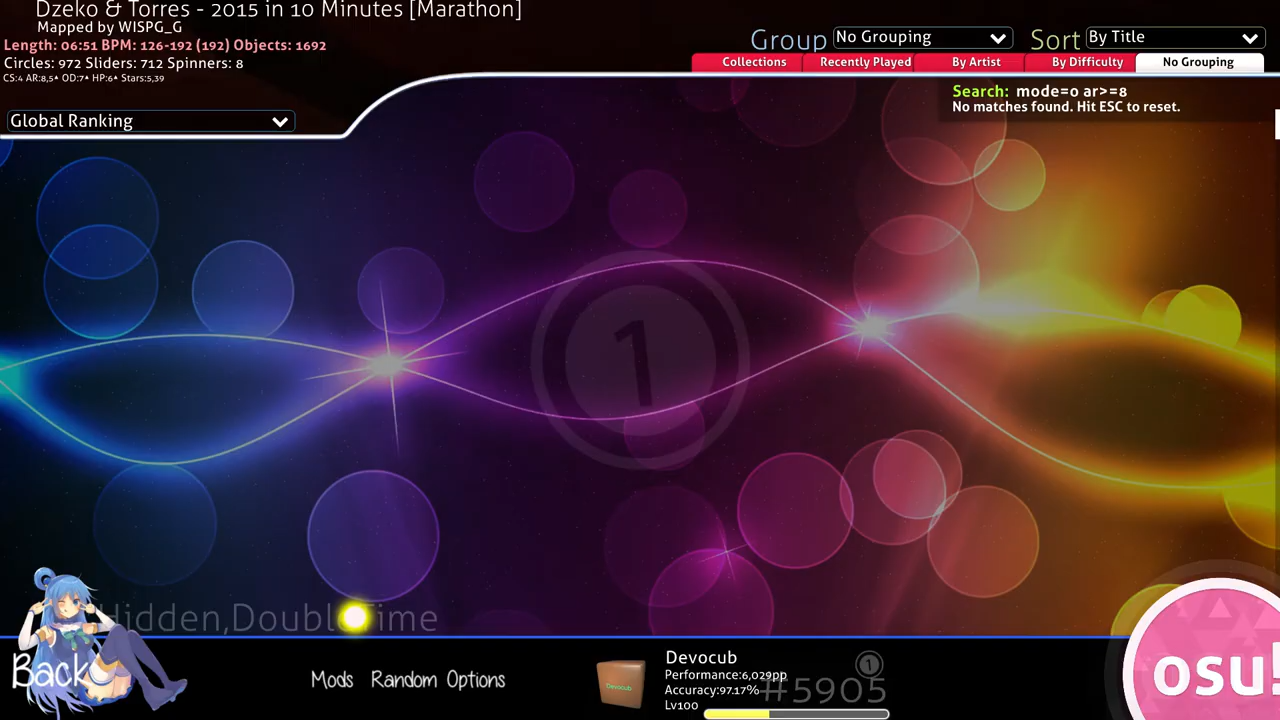 Dzeko & Torres - 2015 in 10 Minutes [Marathon]
Mapped by WISPG_G
Length: 06:51 BPM: 126-192 (192) Objects: 1692
Circles: 972 Sliders: 712 Spinners: 8
CS:4 AR:8,5* OD:7* HP:6* Stars:5,39
Group No Grouping Sort By Title
Collections Recently Played By Artist By Difficulty No Grouping
Global Ranking
Search: mode=o ar>=8
No matches found. Hit ESC to reset.
1
Hidden,DoubleTime
Back
Mods Random Options
Devocub
Devocub
Performance:6,029pp
Accuracy:97.17%
Lv100
1
#5905
osu!